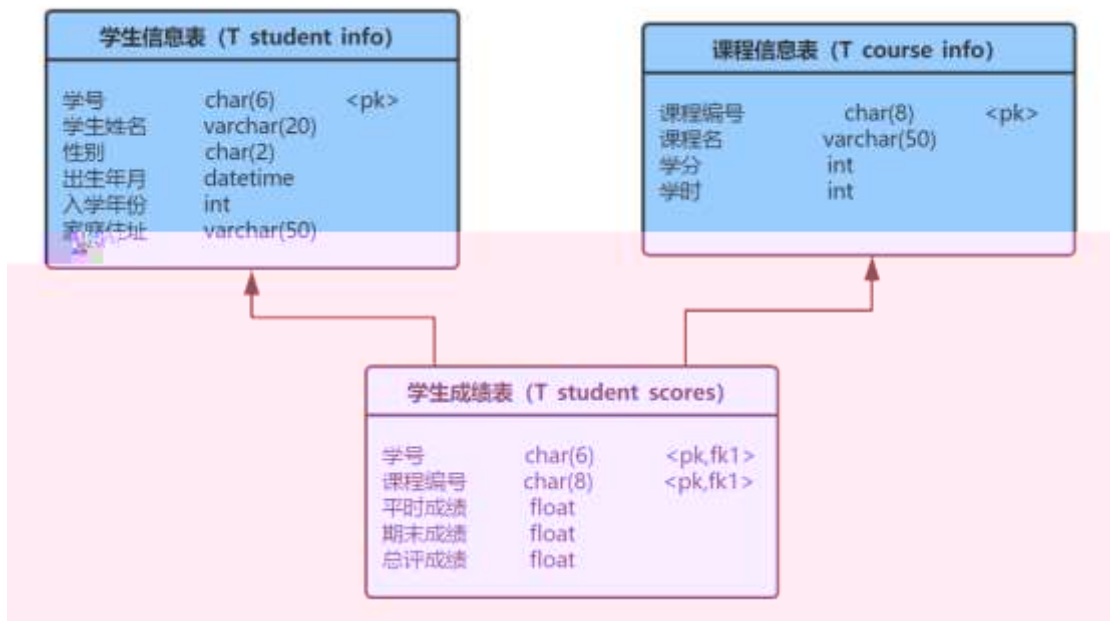 学生信息表（T student info）
学号 char(6) <pk>
学生姓名 varchar(20)
性别 char(2)
出生年月 datetime
入学年份 int
家庭住址 varchar(50)
课程信息表（T course info）
课程编号 char(8) <pk>
课程名 varchar(50)
学分 int
学时 int
学生成绩表（T student scores）
学号 char(6) <pk,fk1>
课程编号 char(8) <pk,fk1>
平时成绩 float
期末成绩 float
总评成绩 float